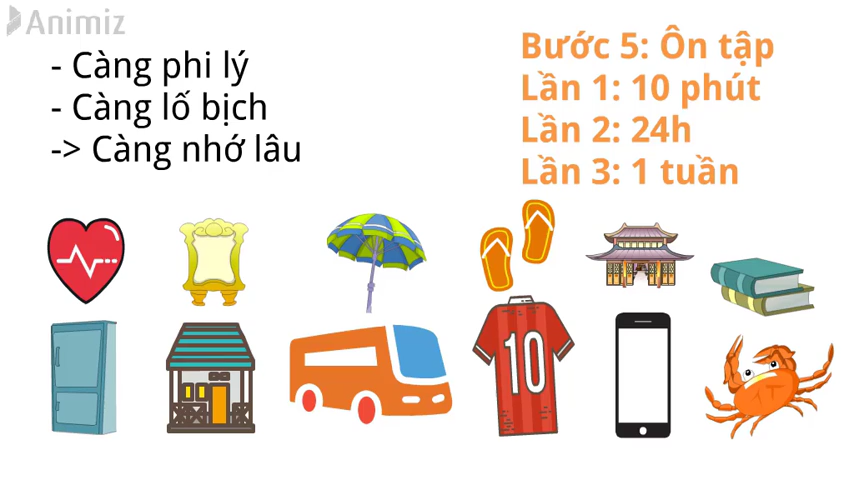 Animiz
- Càng phi lý
- Càng lố bịch
-> Càng nhớ lâu
Bước 5: Ôn tập
Lần 1: 10 phút
Lần 2: 24h
Lần 3: 1 tuần
10